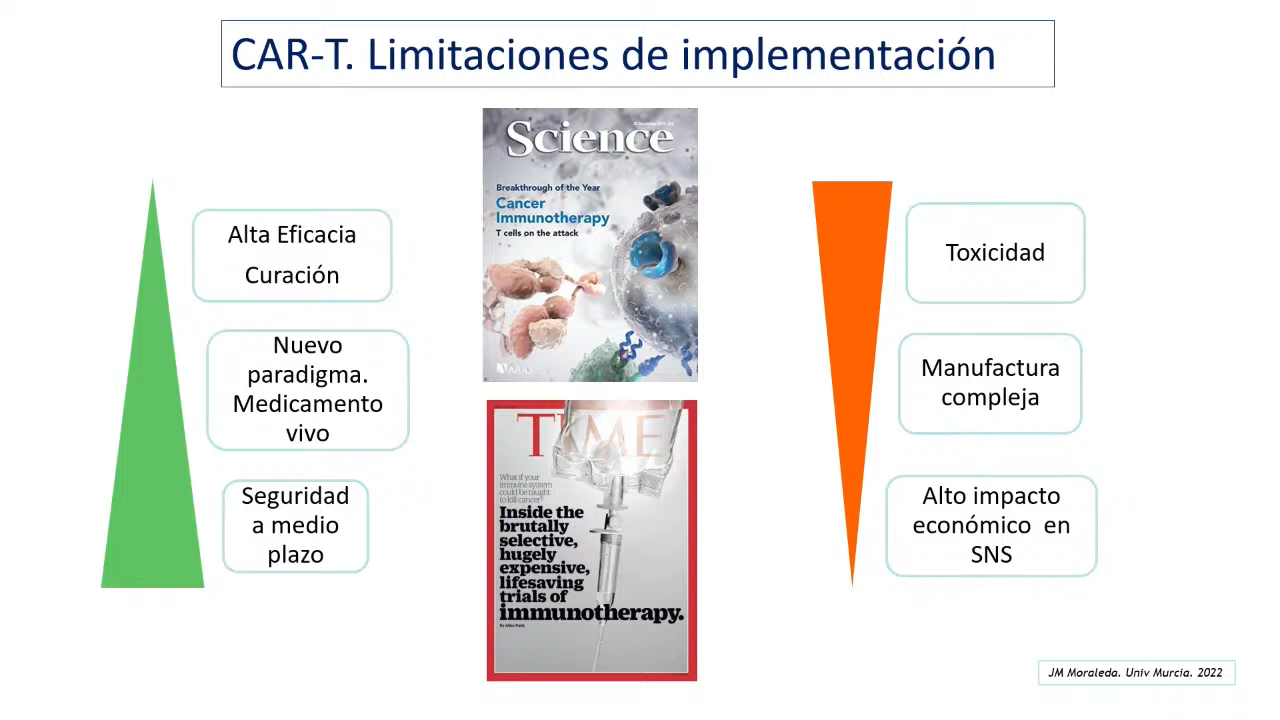 CAR-T. Limitaciones de implementación
Alta Eficacia
Curación
Nuevo
paradigma.
Medicamento
vivo
Seguridad
a medio
plazo
Science
Breakthrough of the Year
Cancer
Immunotherapy
T cells on the attack
AAAS
TIME
What if your
immune system
could be taught
to kill cancer?
Inside the
brutally
selective,
hugely
expensive,
lifesaving
trials of
immunotherapy.
By Alice Park
Toxicidad
Manufactura
compleja
Alto impacto
económico en
SNS
JM Moraleda. Univ Murcia. 2022